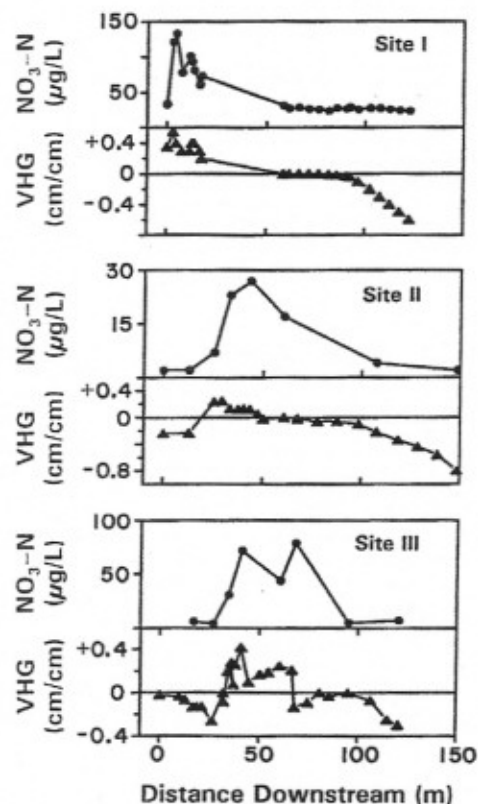 150
Site I
NO₃–N
(μg/L)
50
+0.4
VHG
(cm/cm)
0
-0.4
30
Site II
NO₃–N
(μg/L)
15
+0.4
VHG
(cm/cm)
0
-0.8
100
Site III
NO₃–N
(μg/L)
50
+0.4
VHG
(cm/cm)
0
-0.4
0 50 100 150
Distance Downstream (m)